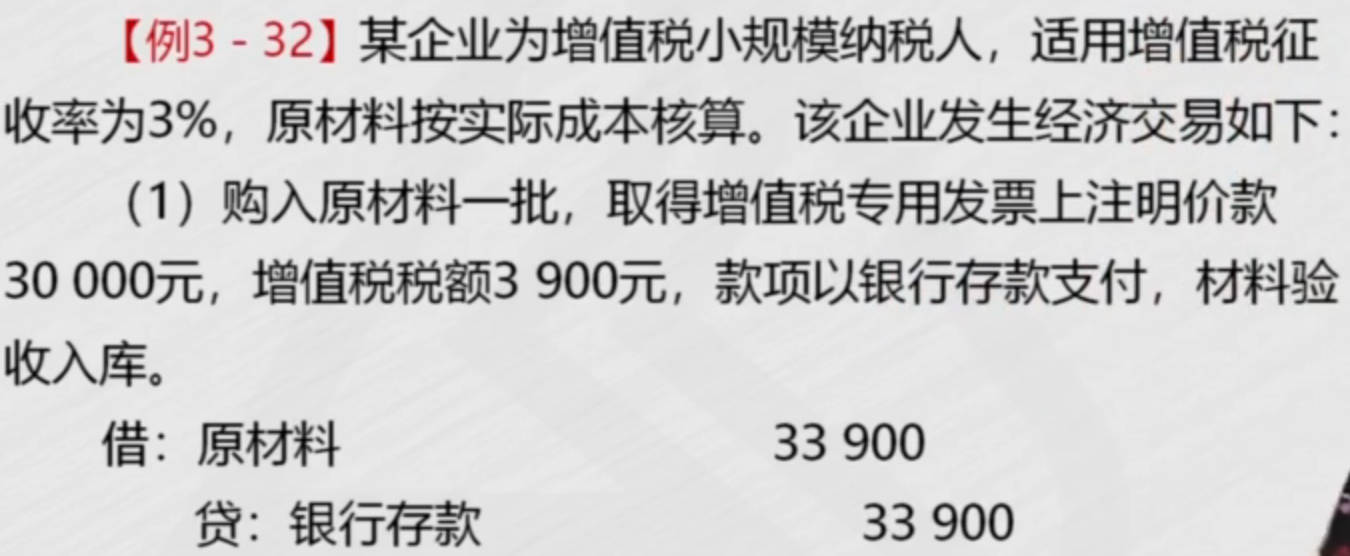 【例3 - 32】某企业为增值税小规模纳税人，适用增值税征
收率为3%，原材料按实际成本核算。该企业发生经济交易如下：
（1）购入原材料一批，取得增值税专用发票上注明价款
30 000元，增值税税额3 900元，款项以银行存款支付，材料验
收入库。
借：原材料 33 900
贷：银行存款 33 900